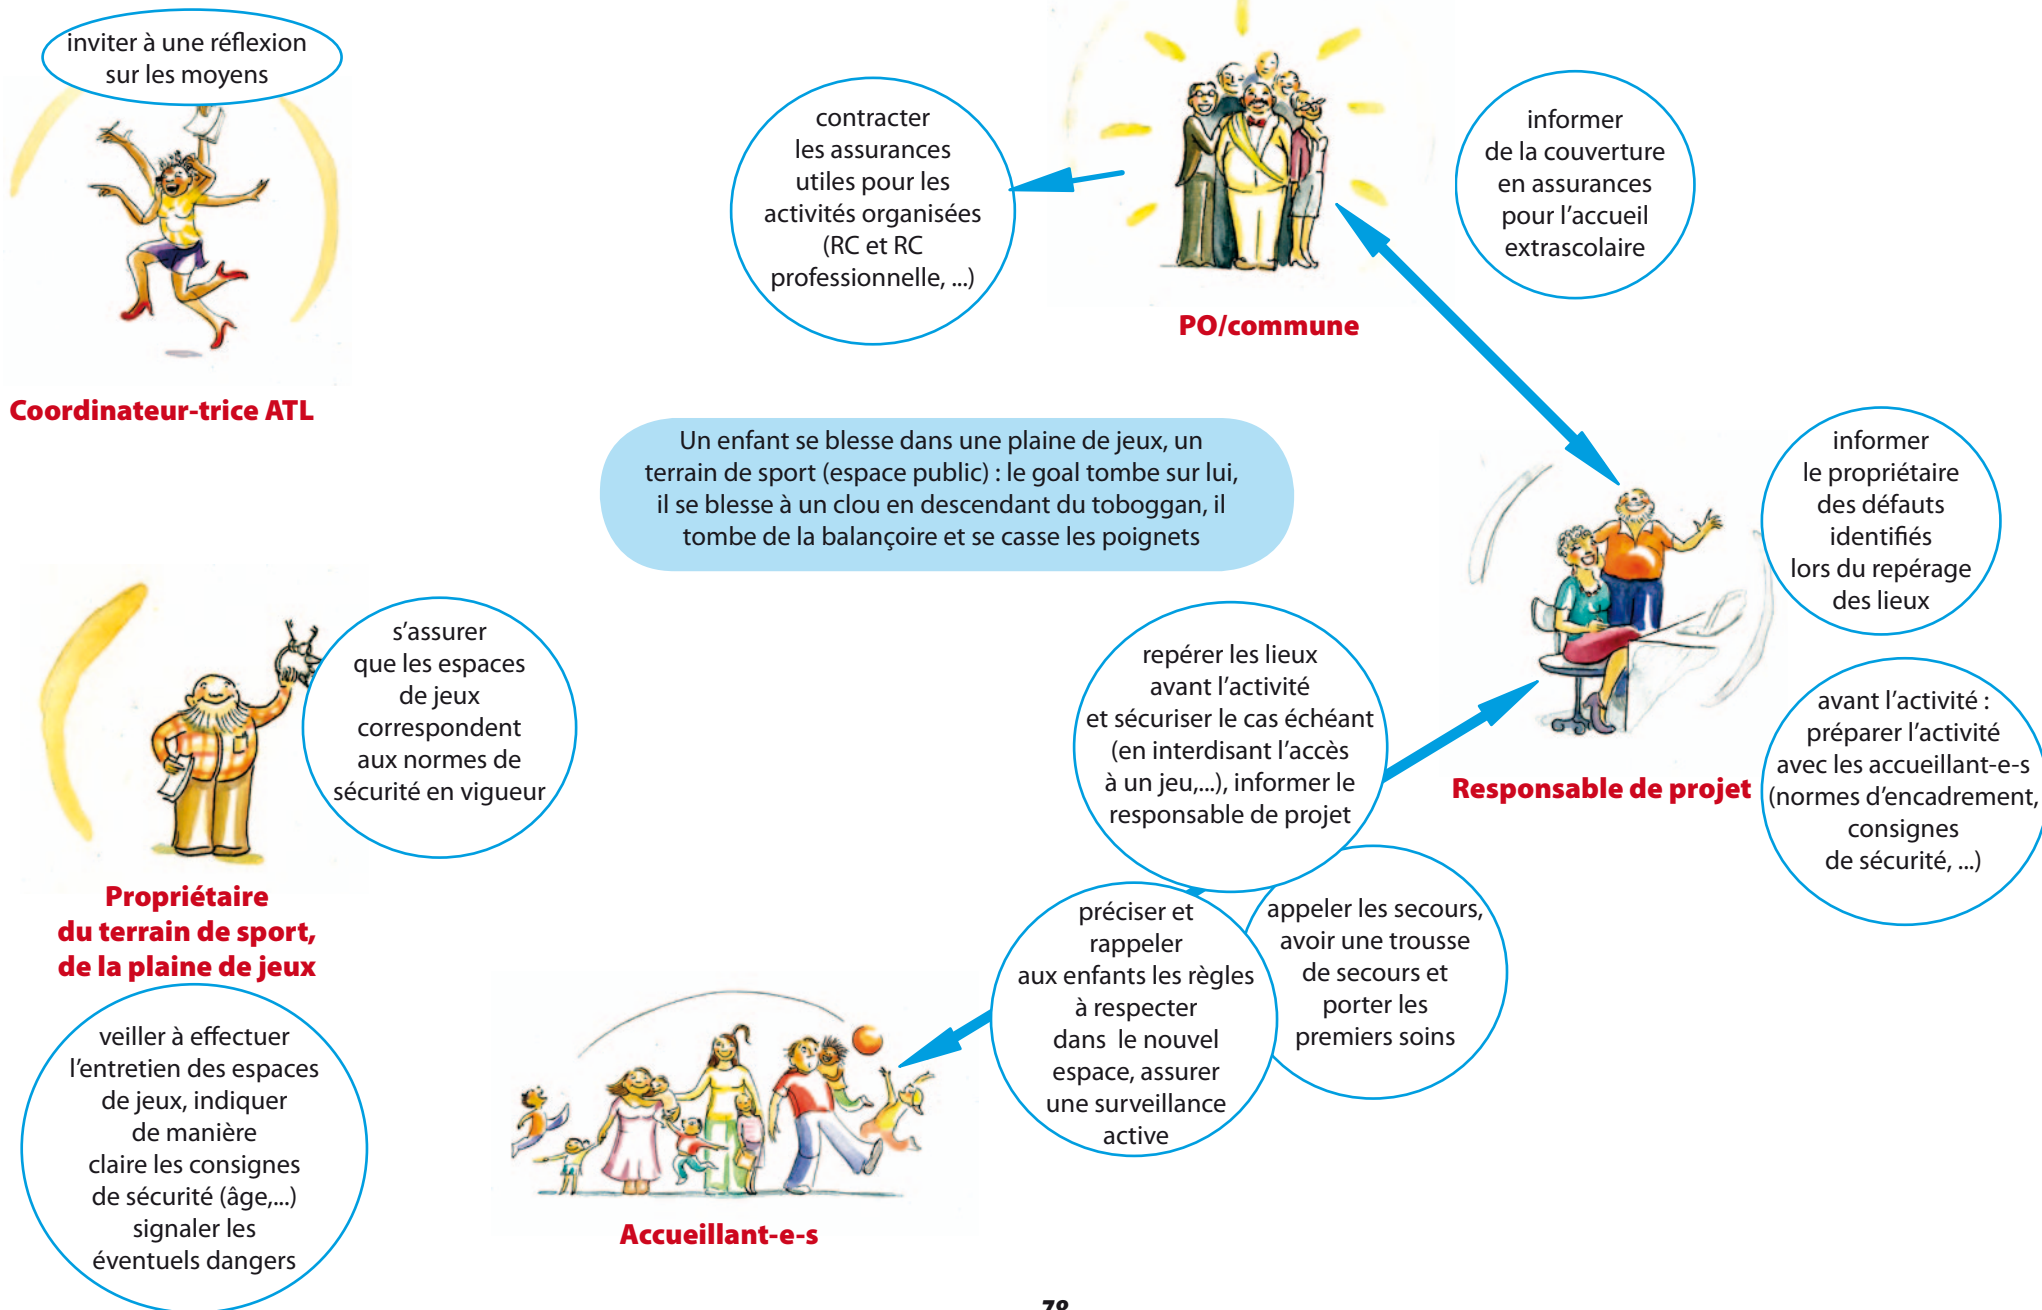 inviter à une réflexion
sur les moyens
Coordinateur-trice ATL
contracter
les assurances
utiles pour les
activités organisées
(RC et RC
professionnelle, ...)
PO/commune
informer
de la couverture
en assurances
pour l'accueil
extrascolaire
Un enfant se blesse dans une plaine de jeux, un
terrain de sport (espace public) : le goal tombe sur lui,
il se blesse à un clou en descendant du toboggan, il
tombe de la balançoire et se casse les poignets
informer
le propriétaire
des défauts
identifiés
lors du repérage
des lieux
Responsable de projet
avant l'activité :
préparer l'activité
avec les accueillant-e-s
(normes d'encadrement,
consignes
de sécurité, ...)
s'assurer
que les espaces
de jeux
correspondent
aux normes de
sécurité en vigueur
Propriétaire
du terrain de sport,
de la plaine de jeux
veiller à effectuer
l'entretien des espaces
de jeux, indiquer
de manière
claire les consignes
de sécurité (âge,...)
signaler les
éventuels dangers
repérer les lieux
avant l'activité
et sécuriser le cas échéant
(en interdisant l'accès
à un jeu,...), informer le
responsable de projet
préciser et
rappeler
aux enfants les règles
à respecter
dans le nouvel
espace, assurer
une surveillance
active
appeler les secours,
avoir une trousse
de secours et
porter les
premiers soins
Accueillant-e-s
78